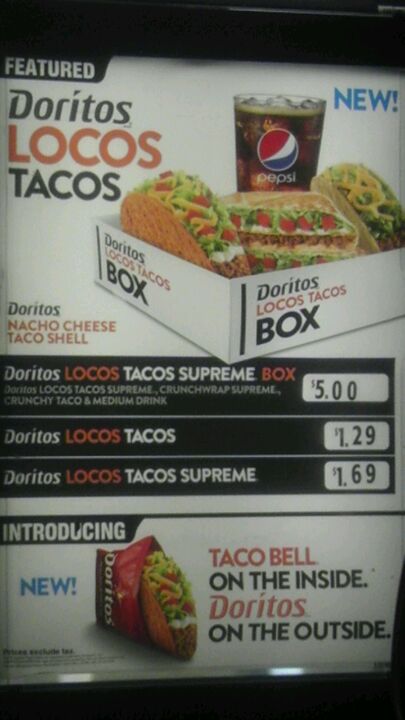 FEATURED
NEW!
Doritos
LOCOS
TACOS
pepsi
Doritos
LOCOS TACOS
BOX
Doritos
LOCOS TACOS
BOX
Doritos
NACHO CHEESE
TACO SHELL
Doritos LOCOS TACOS SUPREME BOX
$5.00
Doritos LOCOS TACOS SUPREME, CRUNCHWRAP SUPREME,
CRUNCHY TACO & MEDIUM DRINK
Doritos LOCOS TACOS
$1.29
Doritos LOCOS TACOS SUPREME
$1.69
INTRODUCING
NEW!
Doritos
TACO BELL
ON THE INSIDE.
Doritos
ON THE OUTSIDE.
Prices exclude tax.